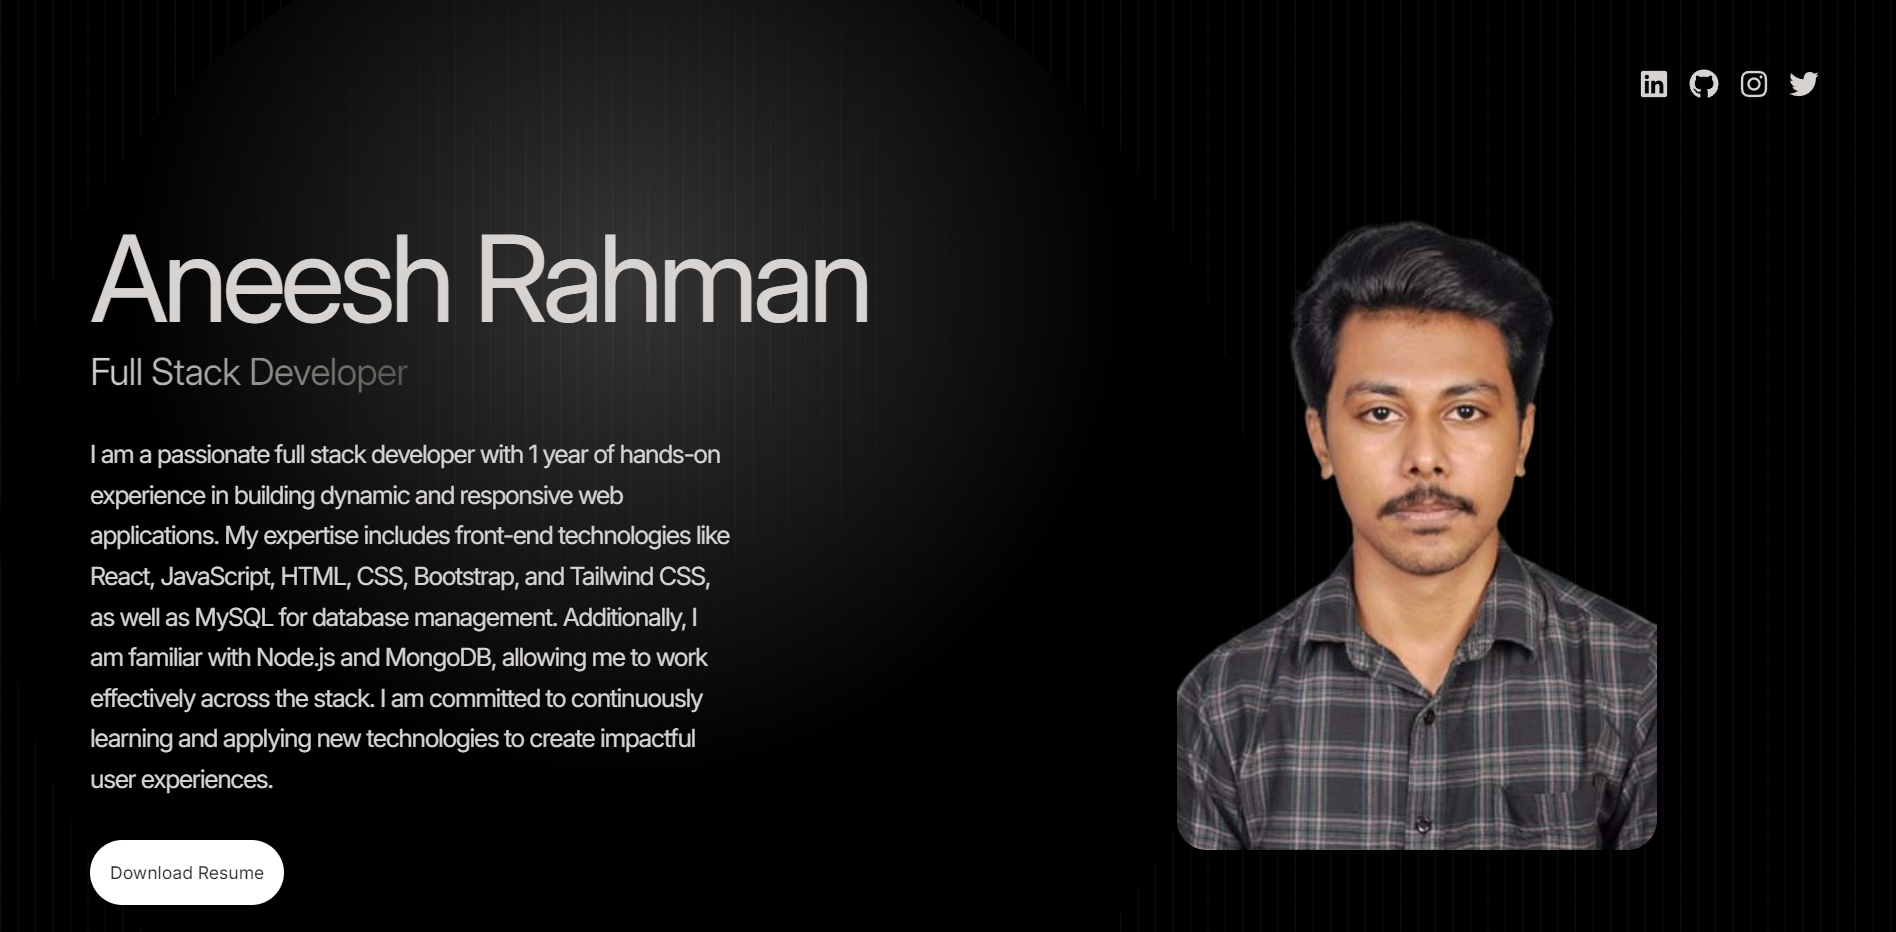 Aneesh Rahman
Full Stack Developer
I am a passionate full stack developer with 1 year of hands-on
experience in building dynamic and responsive web
applications. My expertise includes front-end technologies like
React, JavaScript, HTML, CSS, Bootstrap, and Tailwind CSS,
as well as MySQL for database management. Additionally, I
am familiar with Node.js and MongoDB, allowing me to work
effectively across the stack. I am committed to continuously
learning and applying new technologies to create impactful
user experiences.
Download Resume